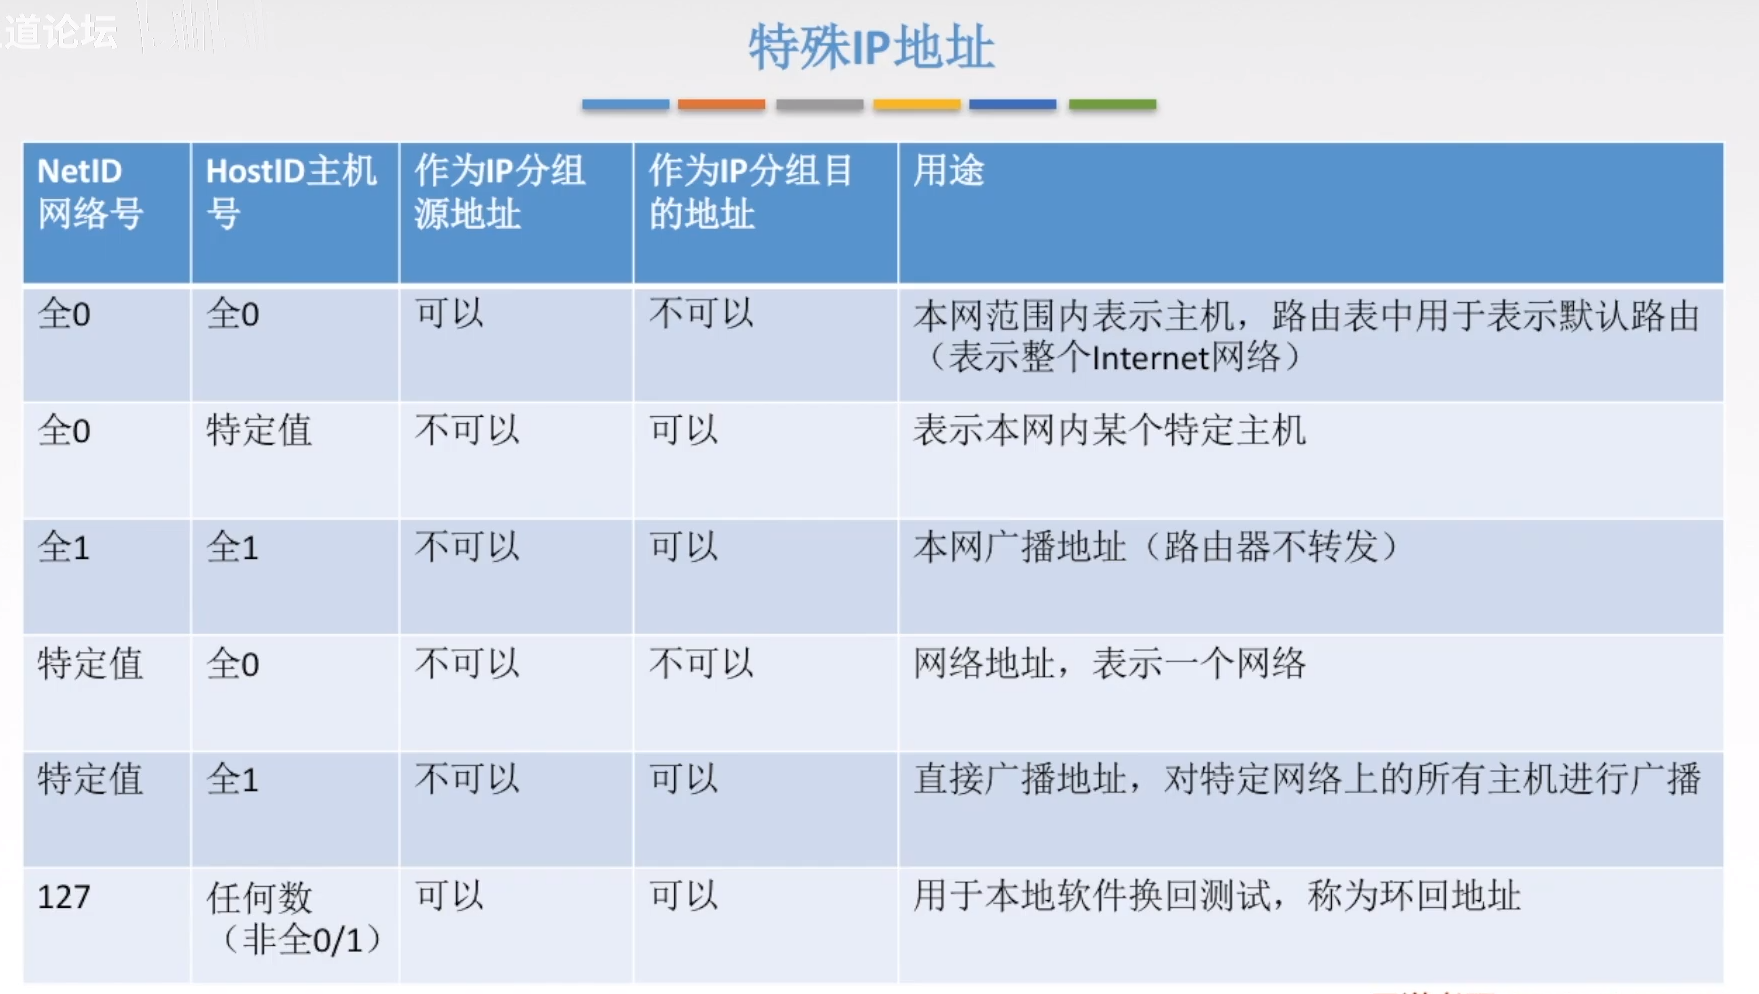 道论坛
特殊IP地址
NetID
网络号
HostID主机
号
作为IP分组
源地址
作为IP分组目
的地址
用途
全0
全0
可以
不可以
本网范围内表示主机，路由表中用于表示默认路由
（表示整个Internet网络）
全0
特定值
不可以
可以
表示本网内某个特定主机
全1
全1
不可以
可以
本网广播地址（路由器不转发）
特定值
全0
不可以
不可以
网络地址，表示一个网络
特定值
全1
不可以
可以
直接广播地址，对特定网络上的所有主机进行广播
127
任何数
（非全0/1）
可以
可以
用于本地软件换回测试，称为环回地址